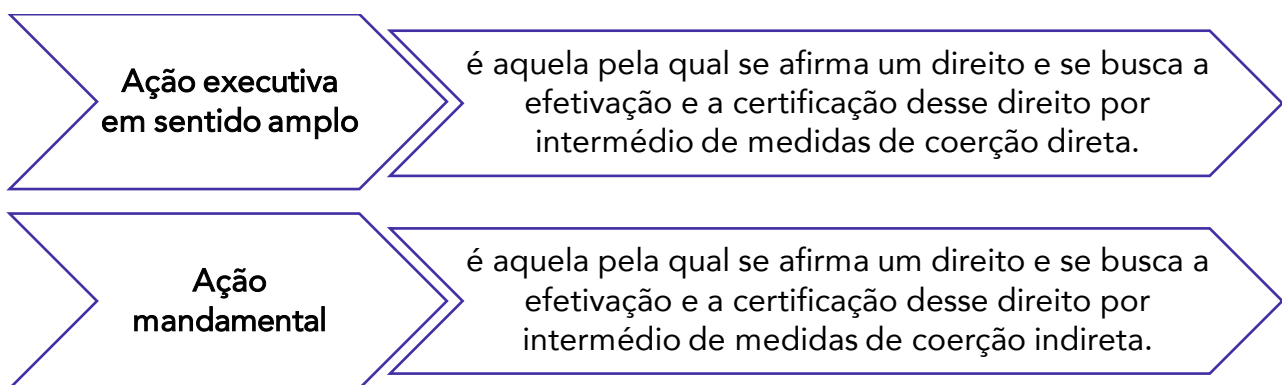 Ação executiva
em sentido amplo
é aquela pela qual se afirma um direito e se busca a
efetivação e a certificação desse direito por
intermédio de medidas de coerção direta.
Ação
mandamental
é aquela pela qual se afirma um direito e se busca a
efetivação e a certificação desse direito por
intermédio de medidas de coerção indireta.